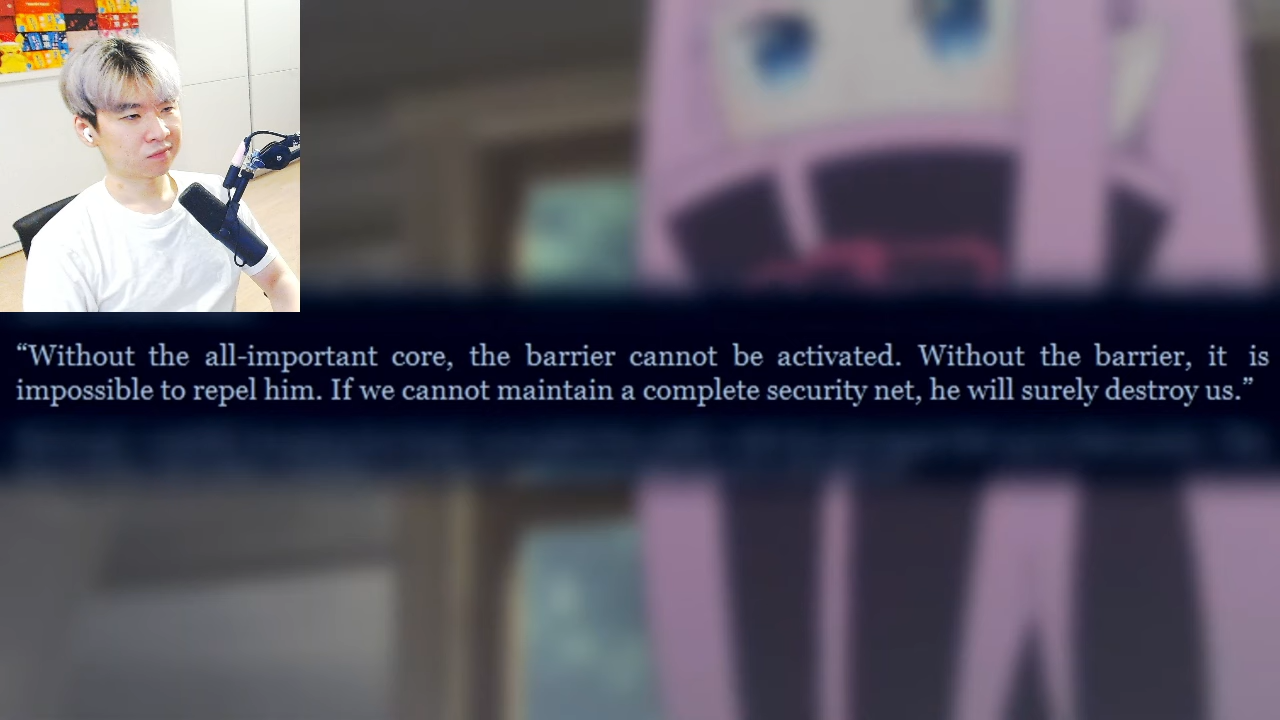 “Without the all-important core, the barrier cannot be activated. Without the barrier, it is
impossible to repel him. If we cannot maintain a complete security net, he will surely destroy us.”